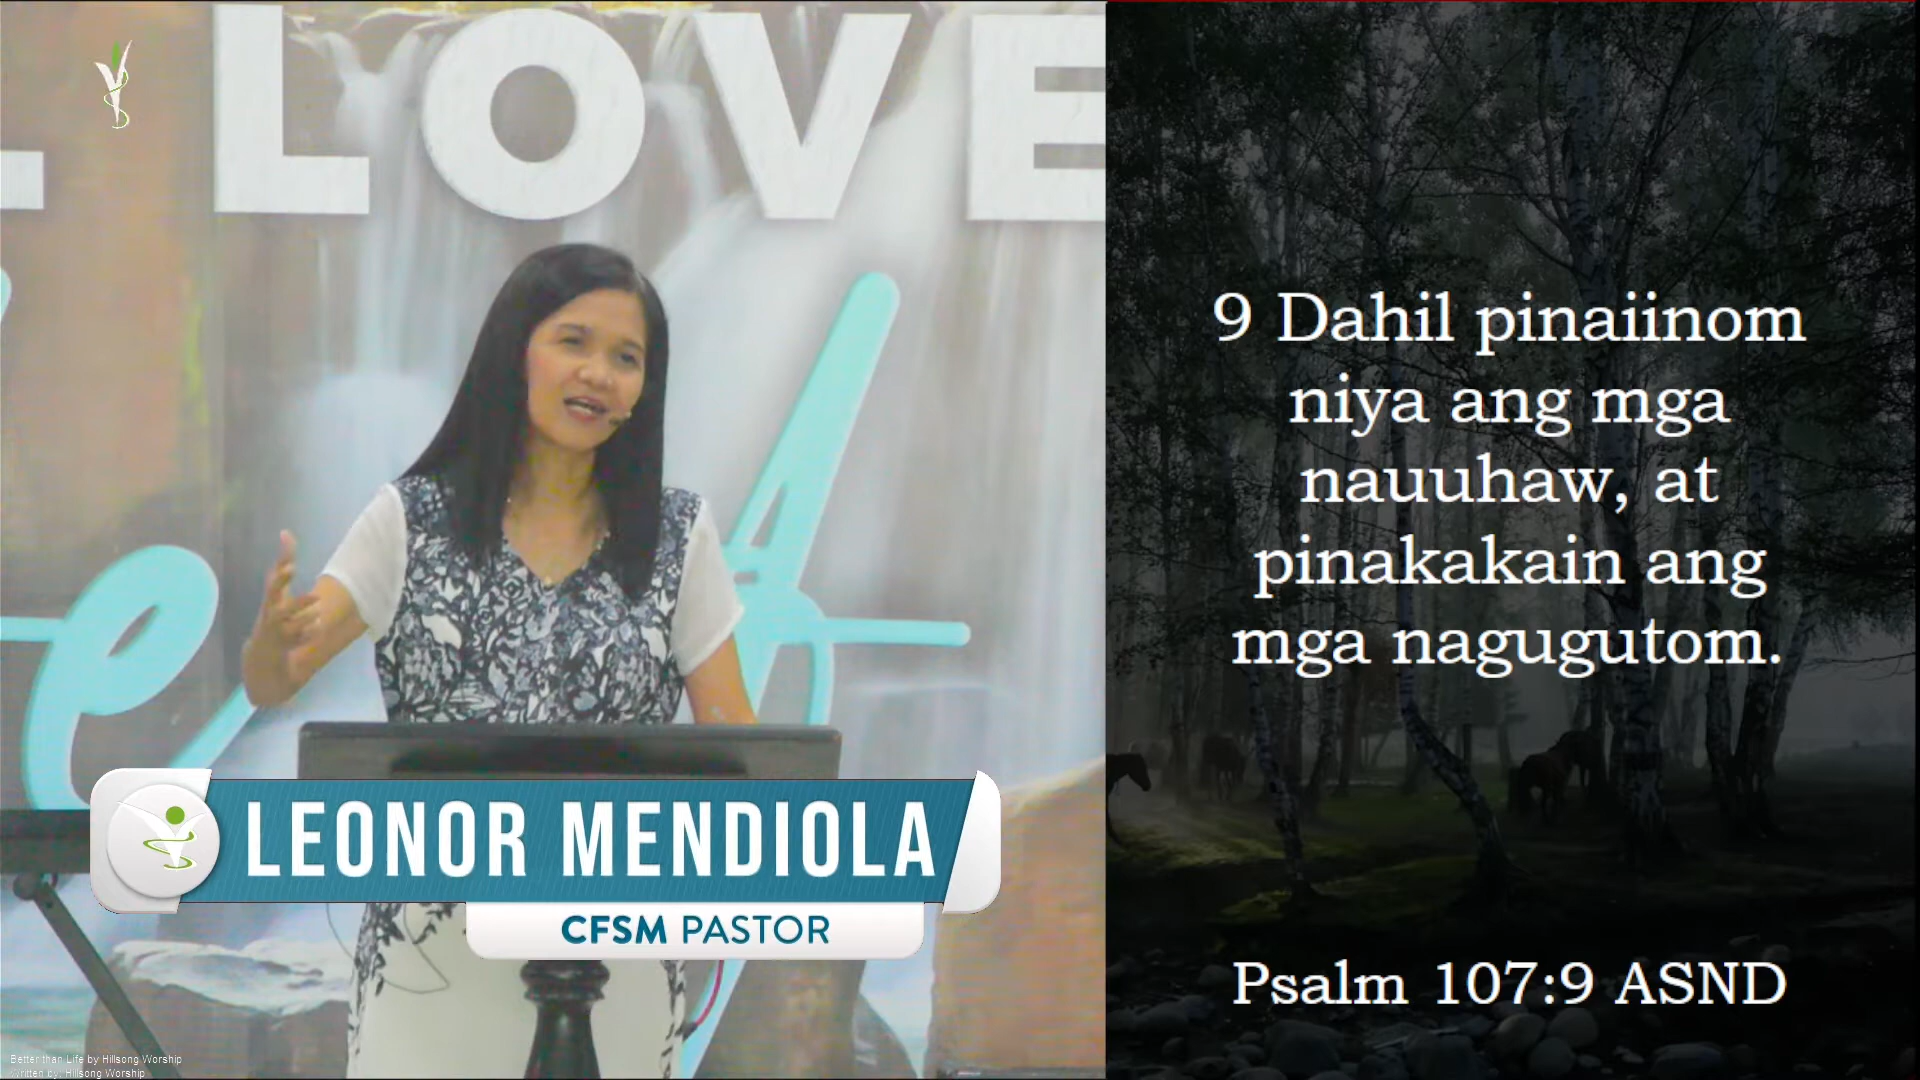 LOVE
LEONOR MENDIOLA
CFSM PASTOR
Better than Life by Hillsong Worship
Written by: Hillsong Worship
9 Dahil pinaiinom
niya ang mga
nauuhaw, at
pinakakain ang
mga nagugutom.
Psalm 107:9 ASND